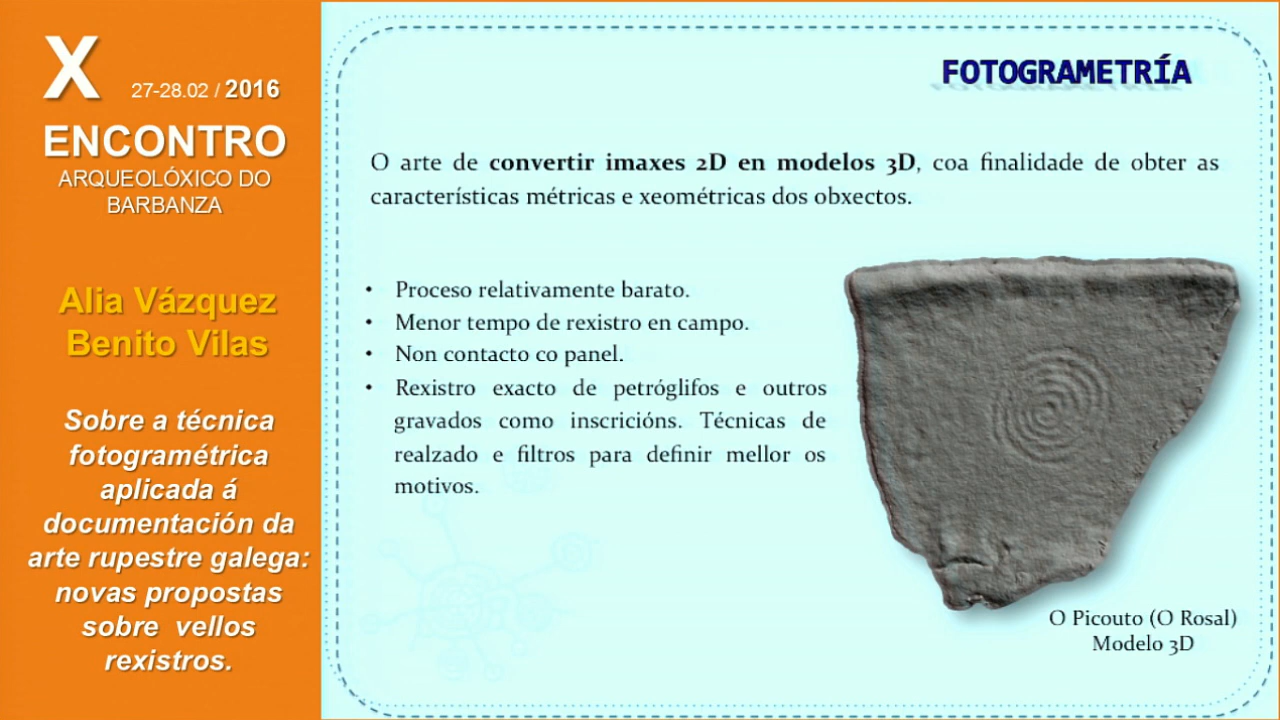 X 27-28.02 / 2016
ENCONTRO
ARQUEOLÓXICO DO
BARBANZA
Alia Vázquez
Benito Vilas
Sobre a técnica
fotogramétrica
aplicada á
documentación da
arte rupestre galega:
novas propostas
sobre vellos
rexistros.
FOTOGRAMETRÍA
O arte de convertir imaxes 2D en modelos 3D, coa finalidade de obter as
características métricas e xeométricas dos obxectos.
• Proceso relativamente barato.
• Menor tempo de rexistro en campo.
• Non contacto co panel.
• Rexistro exacto de petróglifos e outros
gravados como inscricións. Técnicas de
realzado e filtros para definir mellor os
motivos.
O Picouto (O Rosal)
Modelo 3D